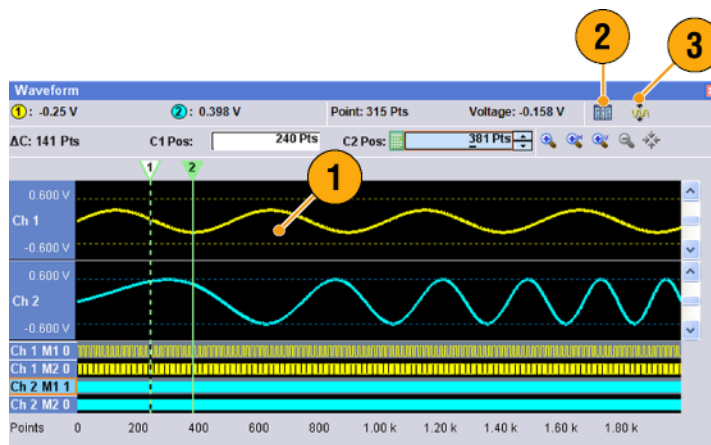 2
3
Waveform
1 : -0.25 V
2 : 0.398 V
Point: 315 Pts
Voltage: -0.158 V
ΔC: 141 Pts
C1 Pos:
240 Pts
C2 Pos:
381 Pts
1
2
1
0.600 V
Ch 1
-0.600 V
0.600 V
Ch 2
-0.600 V
Ch 1 M1 0
Ch 1 M2 0
Ch 2 M1 1
Ch 2 M2 0
Points 0 200 400 600 800 1.00 k 1.20 k 1.40 k 1.60 k 1.80 k